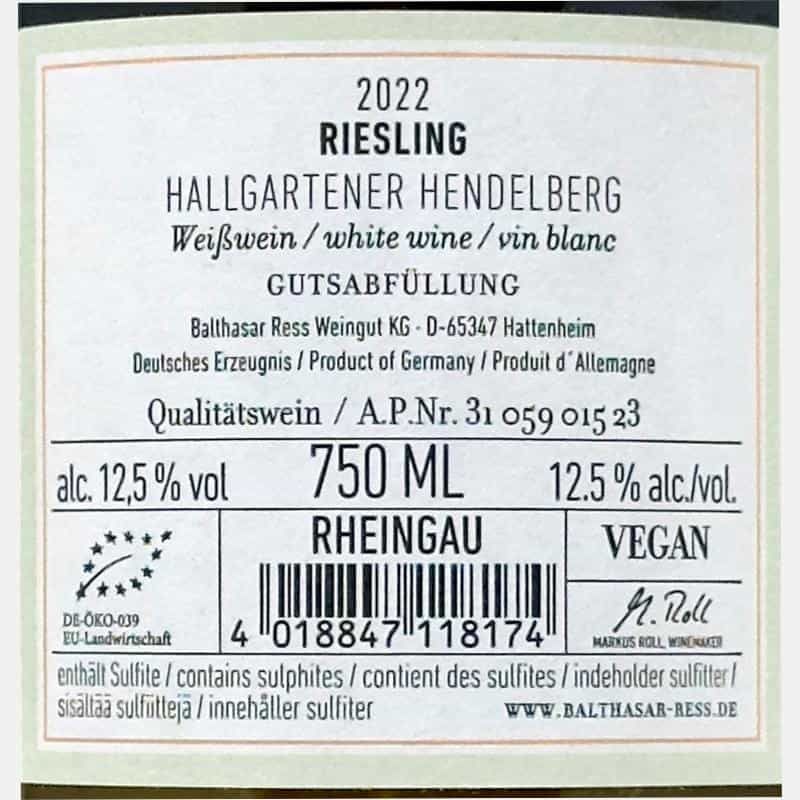 2022
RIESLING
HALLGARTENER HENDELBERG
Weißwein / white wine / vin blanc
GUTSABFÜLLUNG
Balthasar Ress Weingut KG · D-65347 Hattenheim
Deutsches Erzeugnis / Product of Germany / Produit d´Allemagne
Qualitätswein / A.P.Nr. 31 059 015 23
alc. 12,5 % vol 750 ML 12.5 % alc./vol.
RHEINGAU
VEGAN
DE-ÖKO-039
EU-Landwirtschaft
4 018847 118174
M. Roll
MARKUS ROLL, WINEMAKER
enthält Sulfite / contains sulphites / contient des sulfites / indeholder sulfitter /
sisältää sulfiittejä / innehåller sulfiter
WWW.BALTHASAR-RESS.DE